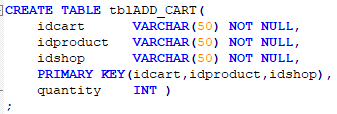 CREATE TABLE tblADD_CART(
    idcart      VARCHAR(50) NOT NULL,
    idproduct   VARCHAR(50) NOT NULL,
    idshop      VARCHAR(50) NOT NULL,
    PRIMARY KEY(idcart,idproduct,idshop),
    quantity    INT )
;